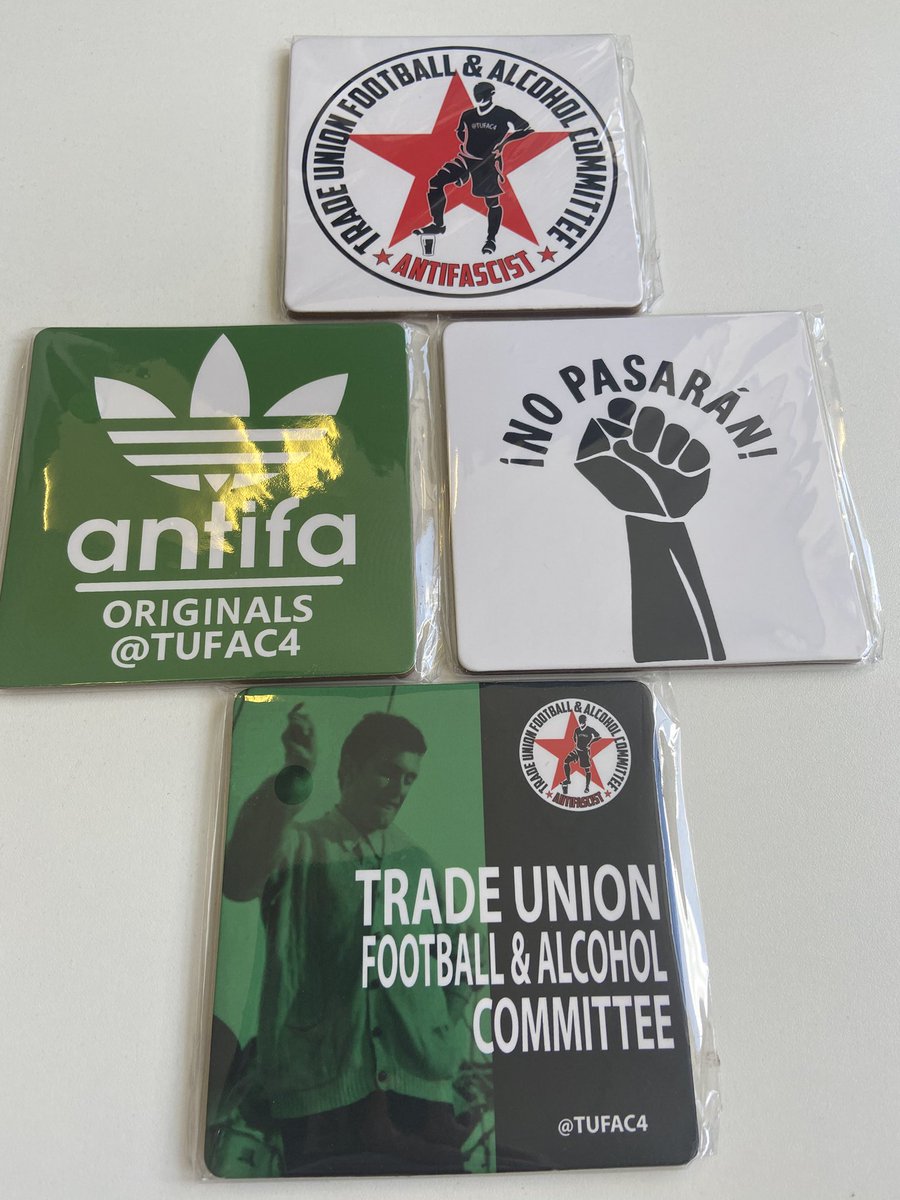 TRADE UNION FOOTBALL & ALCOHOL COMMITTEE
@TUFAC4
ANTIFASCIST
antifa
ORIGINALS
@TUFAC4
¡NO PASARÁN!
TRADE UNION FOOTBALL & ALCOHOL COMMITTEE
ANTIFASCIST
TRADE UNION
FOOTBALL & ALCOHOL
COMMITTEE
@TUFAC4